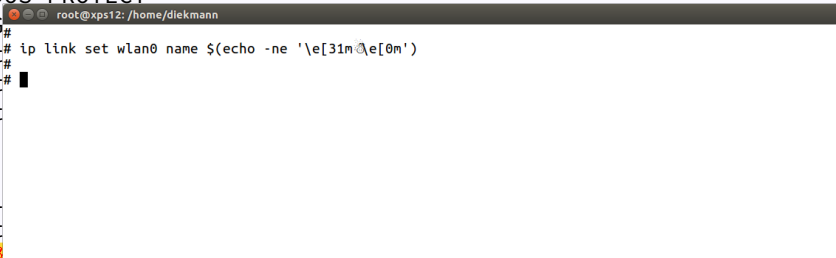 root@xps12: /home/diekmann
#
# ip link set wlan0 name $(echo -ne '\e[31m☃\e[0m')
#
#